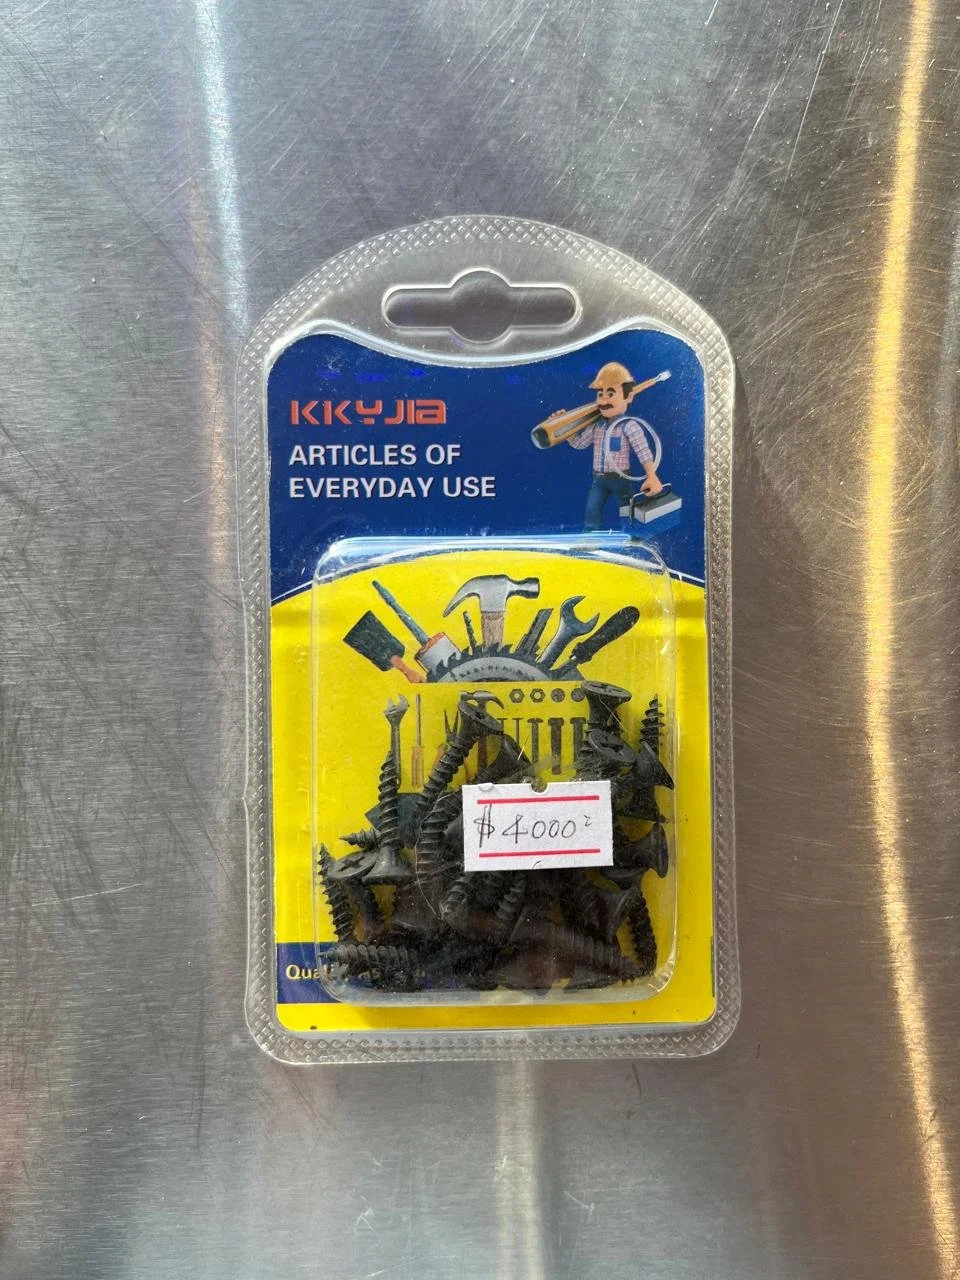 KKYJIA
ARTICLES OF
EVERYDAY USE
$ 4000